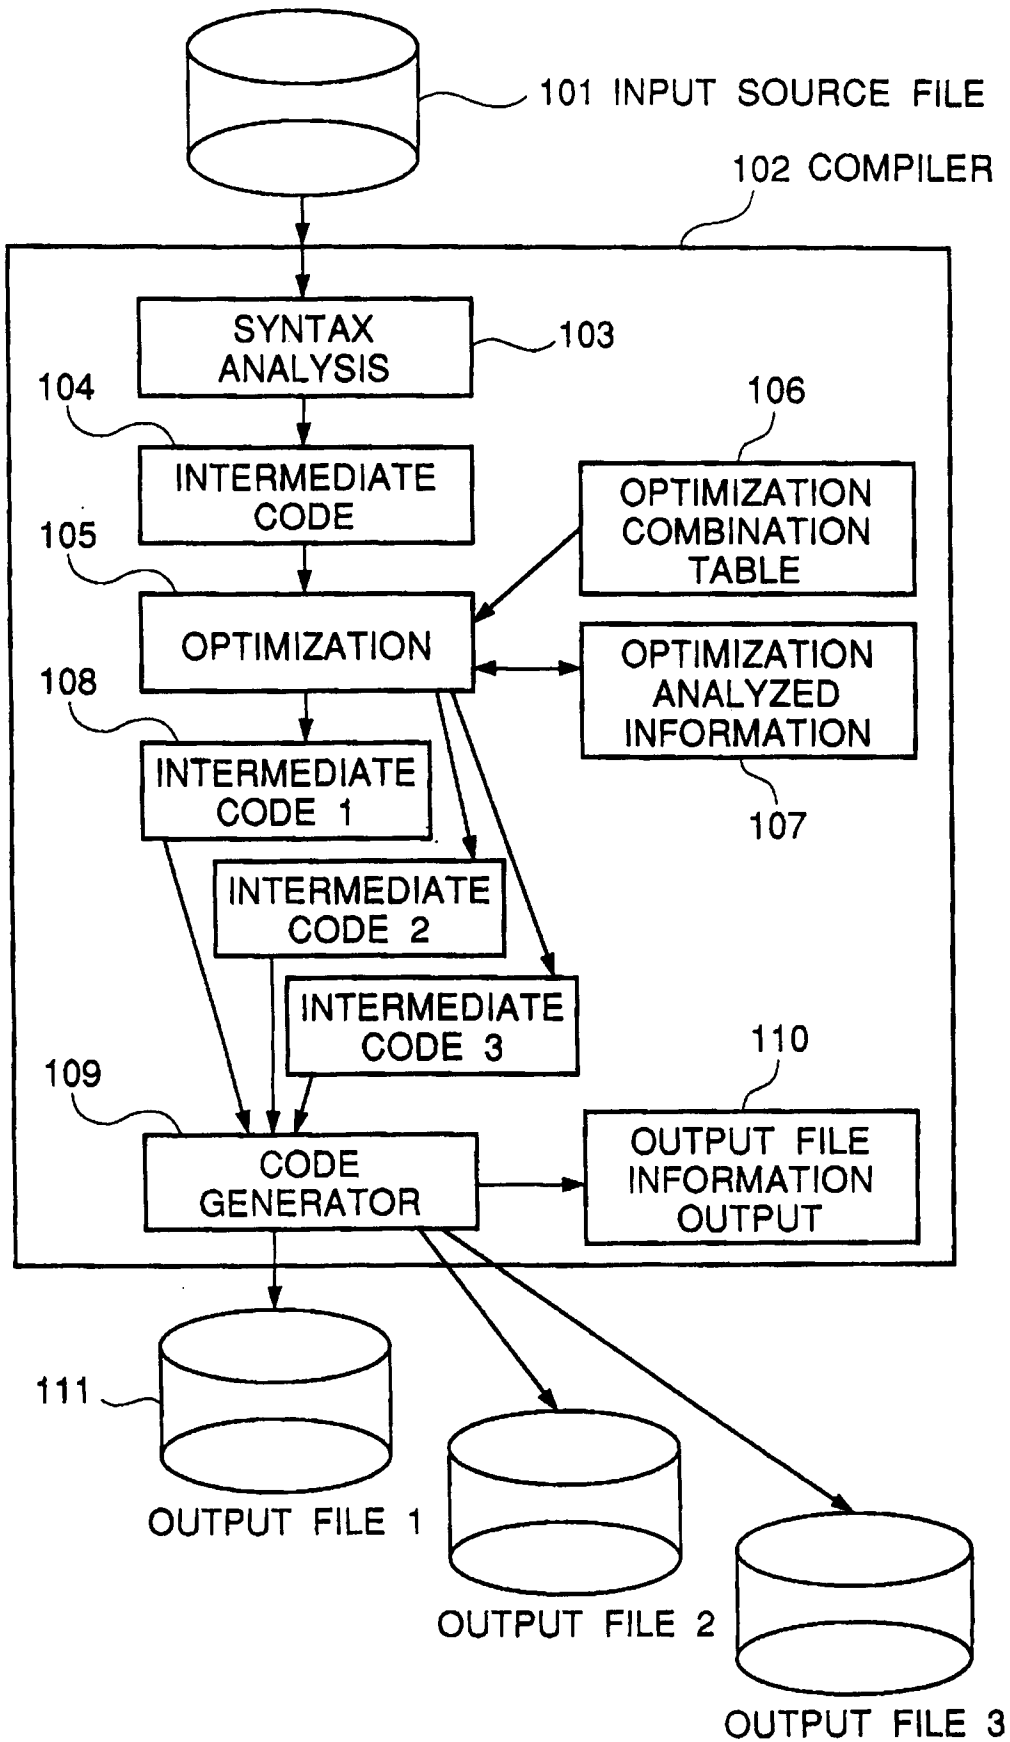 101 INPUT SOURCE FILE
102 COMPILER
SYNTAX
ANALYSIS
103
104
INTERMEDIATE
CODE
106
OPTIMIZATION
COMBINATION
TABLE
105
OPTIMIZATION
OPTIMIZATION
ANALYZED
INFORMATION
107
108
INTERMEDIATE
CODE 1
INTERMEDIATE
CODE 2
INTERMEDIATE
CODE 3
109
CODE
GENERATOR
110
OUTPUT FILE
INFORMATION
OUTPUT
111
OUTPUT FILE 1
OUTPUT FILE 2
OUTPUT FILE 3